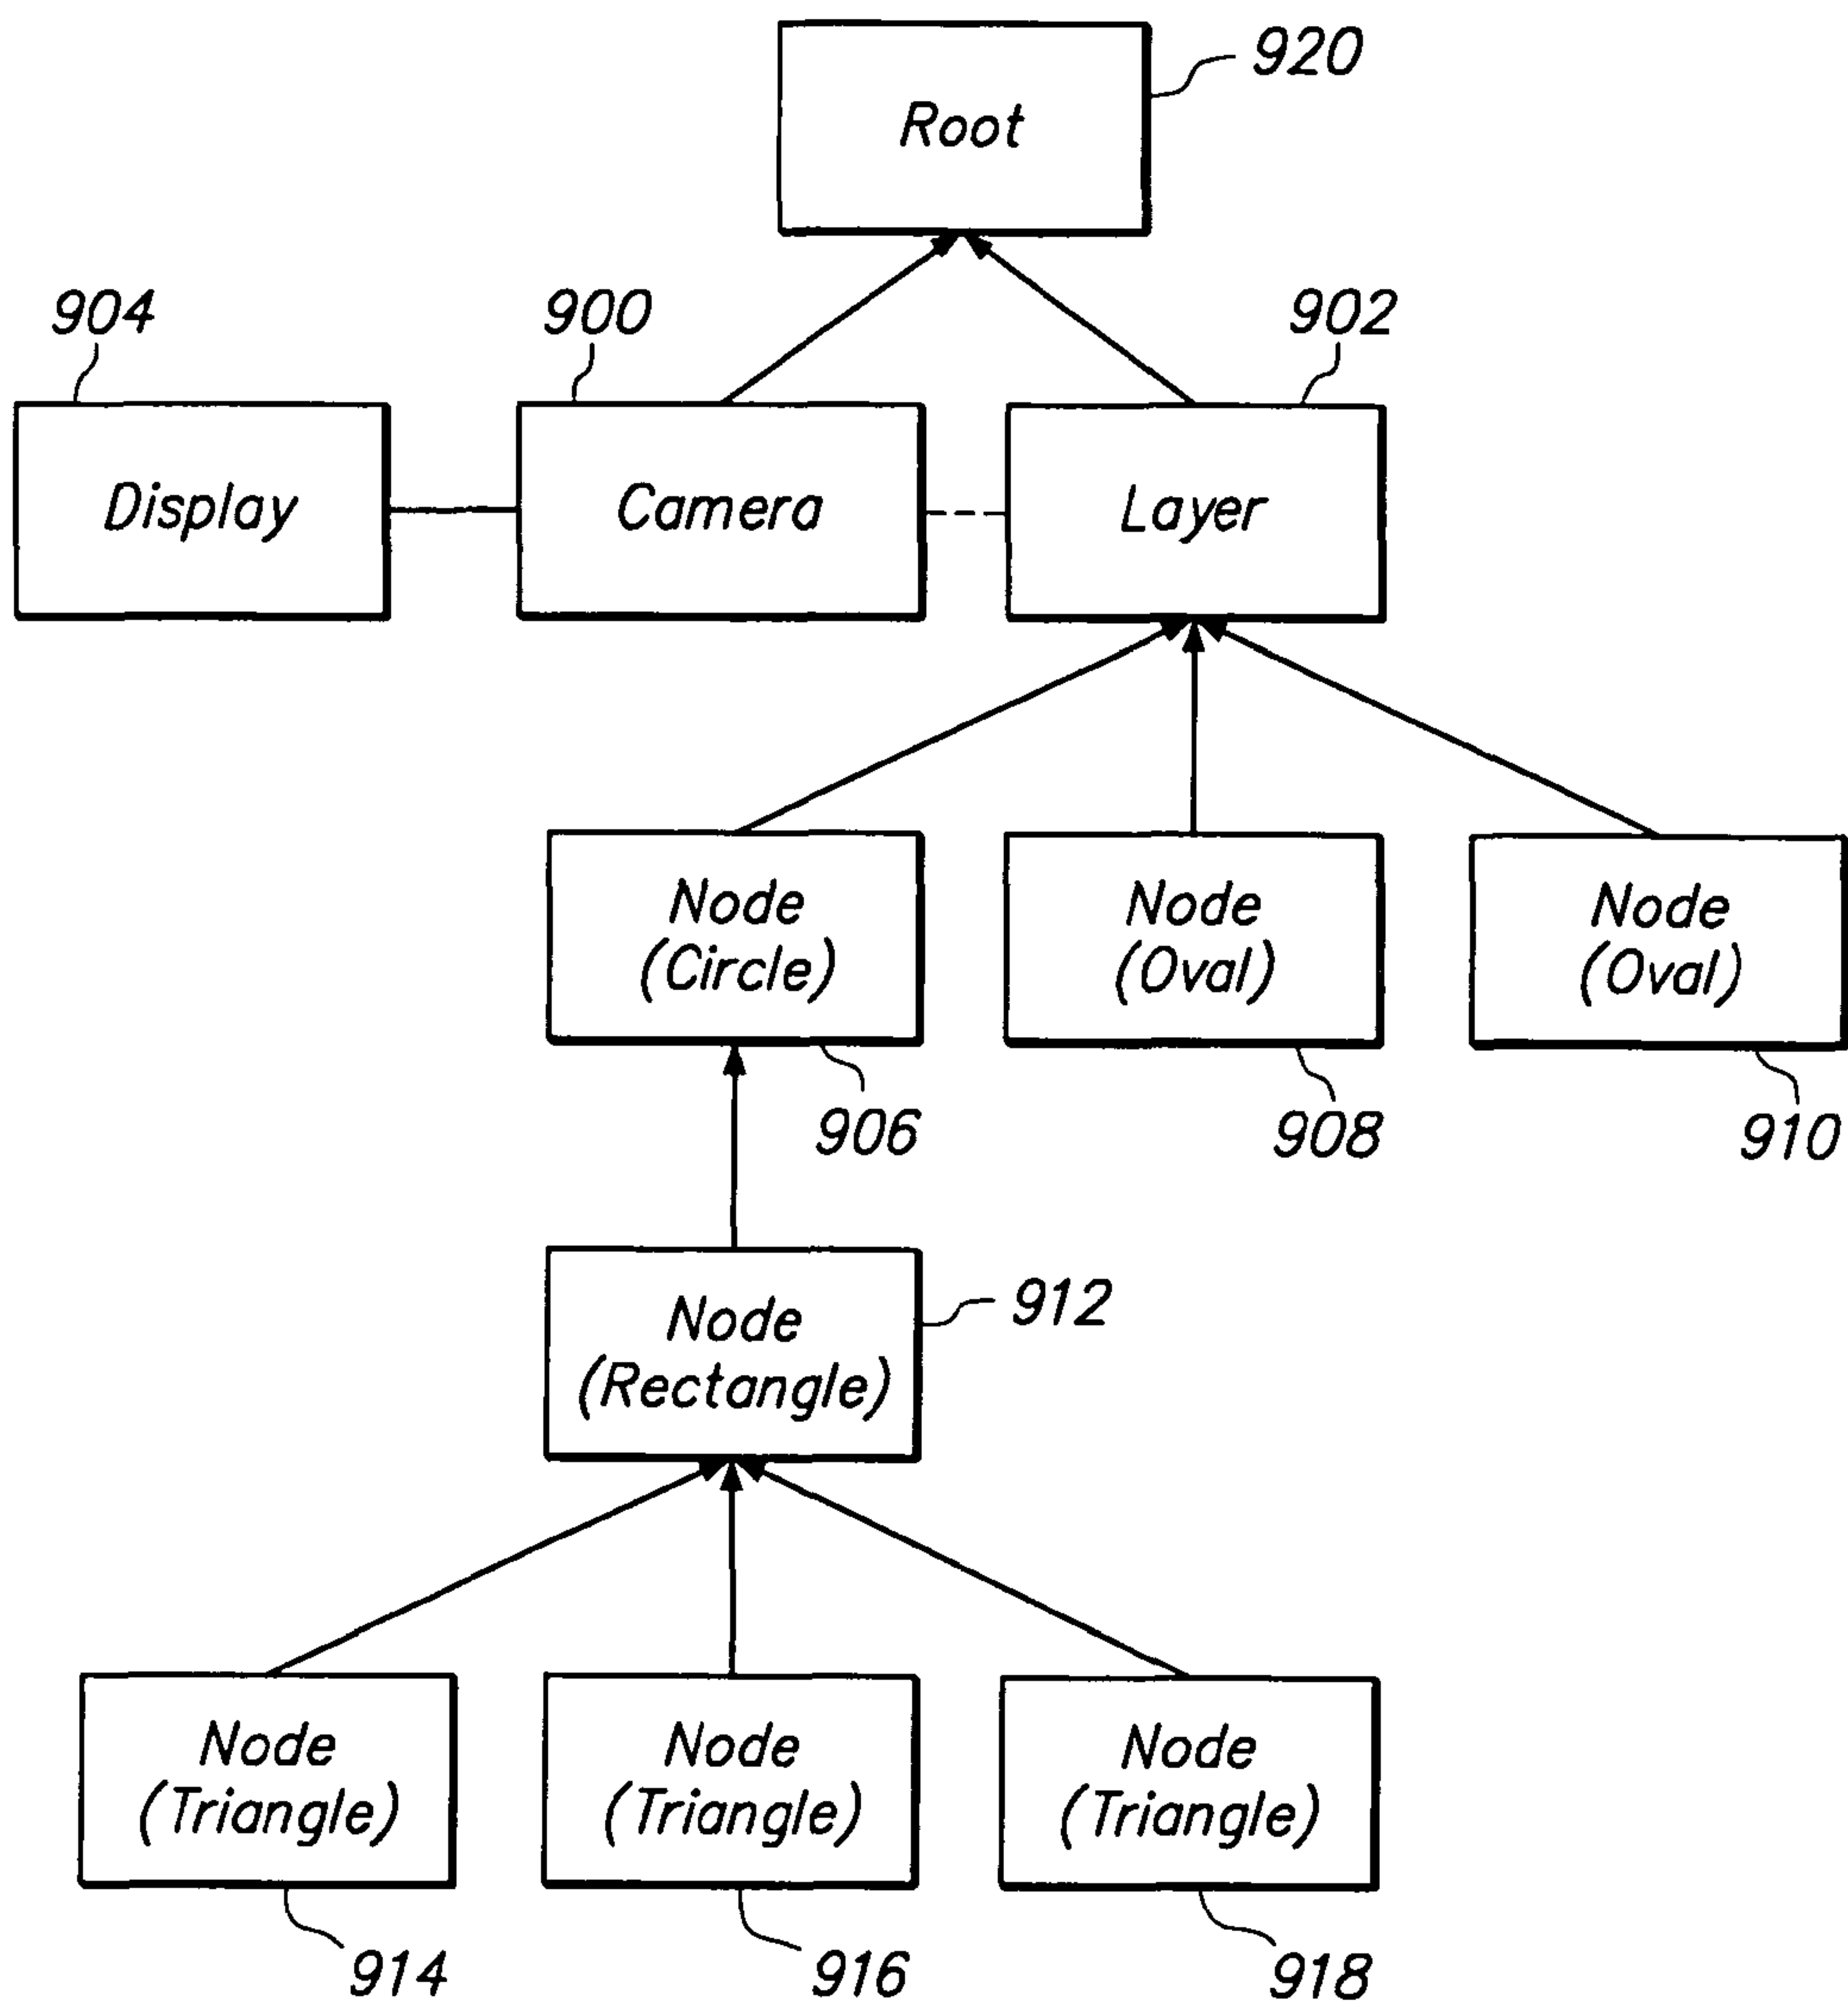 920
Root
904
900
902
Display
Camera
Layer
Node
(Circle)
Node
(Oval)
Node
(Oval)
906
908
910
Node
(Rectangle)
912
Node
(Triangle)
Node
(Triangle)
Node
(Triangle)
914
916
918